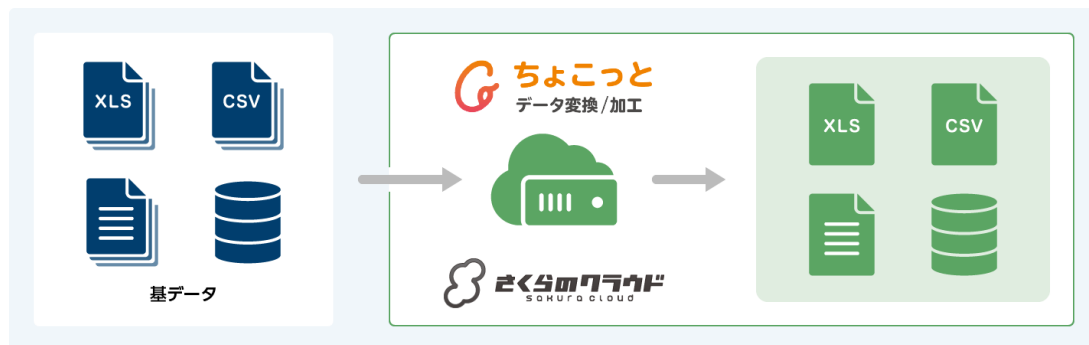 XLS
CSV
基データ
ちょこっと
データ変換/加工
さくらのクラウド
SAKURA CLOUD
XLS
CSV